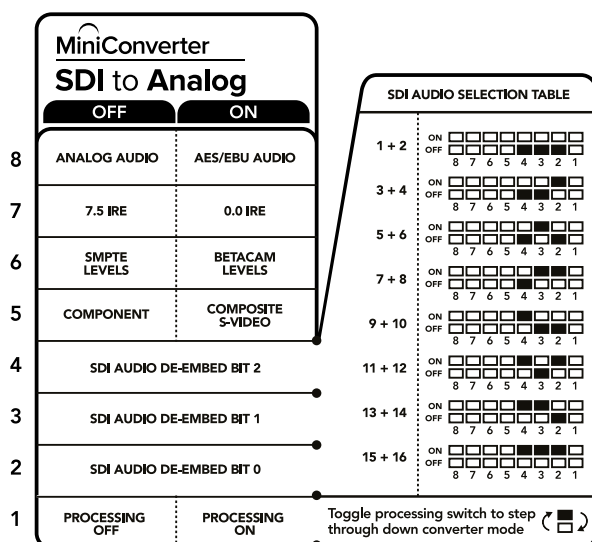 MiniConverter
SDI to Analog
OFF ON
8 ANALOG AUDIO AES/EBU AUDIO
7 7.5 IRE 0.0 IRE
6 SMPTE LEVELS BETACAM LEVELS
5 COMPONENT COMPOSITE S-VIDEO
4 SDI AUDIO DE-EMBED BIT 2
3 SDI AUDIO DE-EMBED BIT 1
2 SDI AUDIO DE-EMBED BIT 0
1 PROCESSING OFF PROCESSING ON
SDI AUDIO SELECTION TABLE
1 + 2 ON
OFF
8 7 6 5 4 3 2 1
3 + 4 ON
OFF
8 7 6 5 4 3 2 1
5 + 6 ON
OFF
8 7 6 5 4 3 2 1
7 + 8 ON
OFF
8 7 6 5 4 3 2 1
9 + 10 ON
OFF
8 7 6 5 4 3 2 1
11 + 12 ON
OFF
8 7 6 5 4 3 2 1
13 + 14 ON
OFF
8 7 6 5 4 3 2 1
15 + 16 ON
OFF
8 7 6 5 4 3 2 1
Toggle processing switch to step
through down converter mode